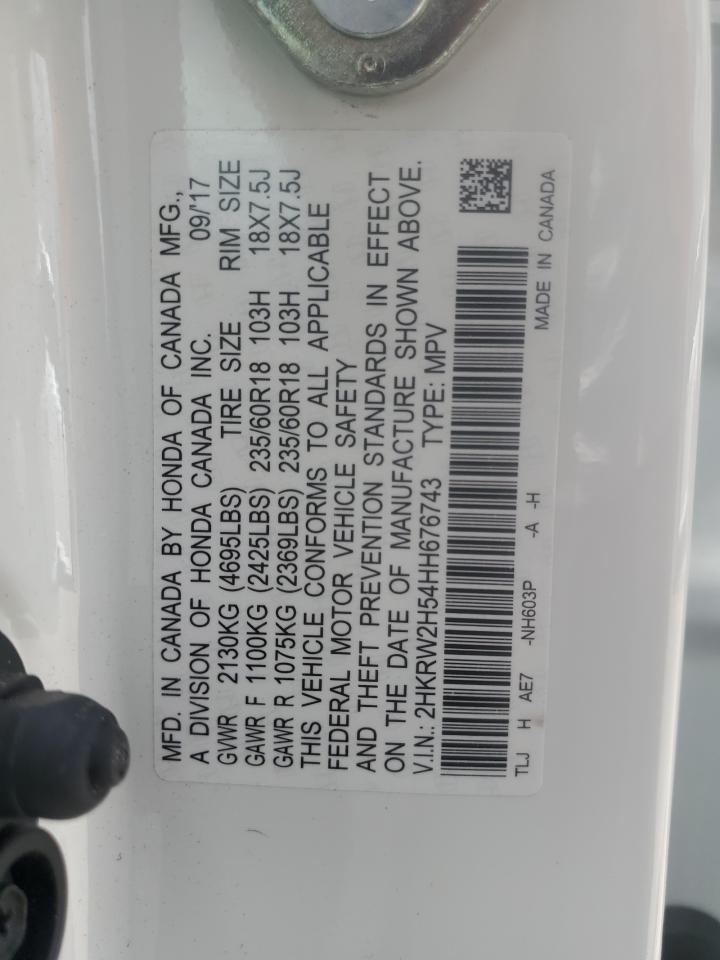 MFD. IN CANADA BY HONDA OF CANADA MFG.,
A DIVISION OF HONDA CANADA INC. 09/17
GVWR 2130KG (4695LBS) TIRE SIZE RIM SIZE
GAWR F 1100KG (2425LBS) 235/60R18 103H 18X7.5J
GAWR R 1075KG (2369LBS) 235/60R18 103H 18X7.5J
THIS VEHICLE CONFORMS TO ALL APPLICABLE
FEDERAL MOTOR VEHICLE SAFETY
AND THEFT PREVENTION STANDARDS IN EFFECT
ON THE DATE OF MANUFACTURE SHOWN ABOVE.
V.I.N.: 2HKRW2H54HH676743 TYPE: MPV
TLJ H AE7 -NH603P -A -H MADE IN CANADA